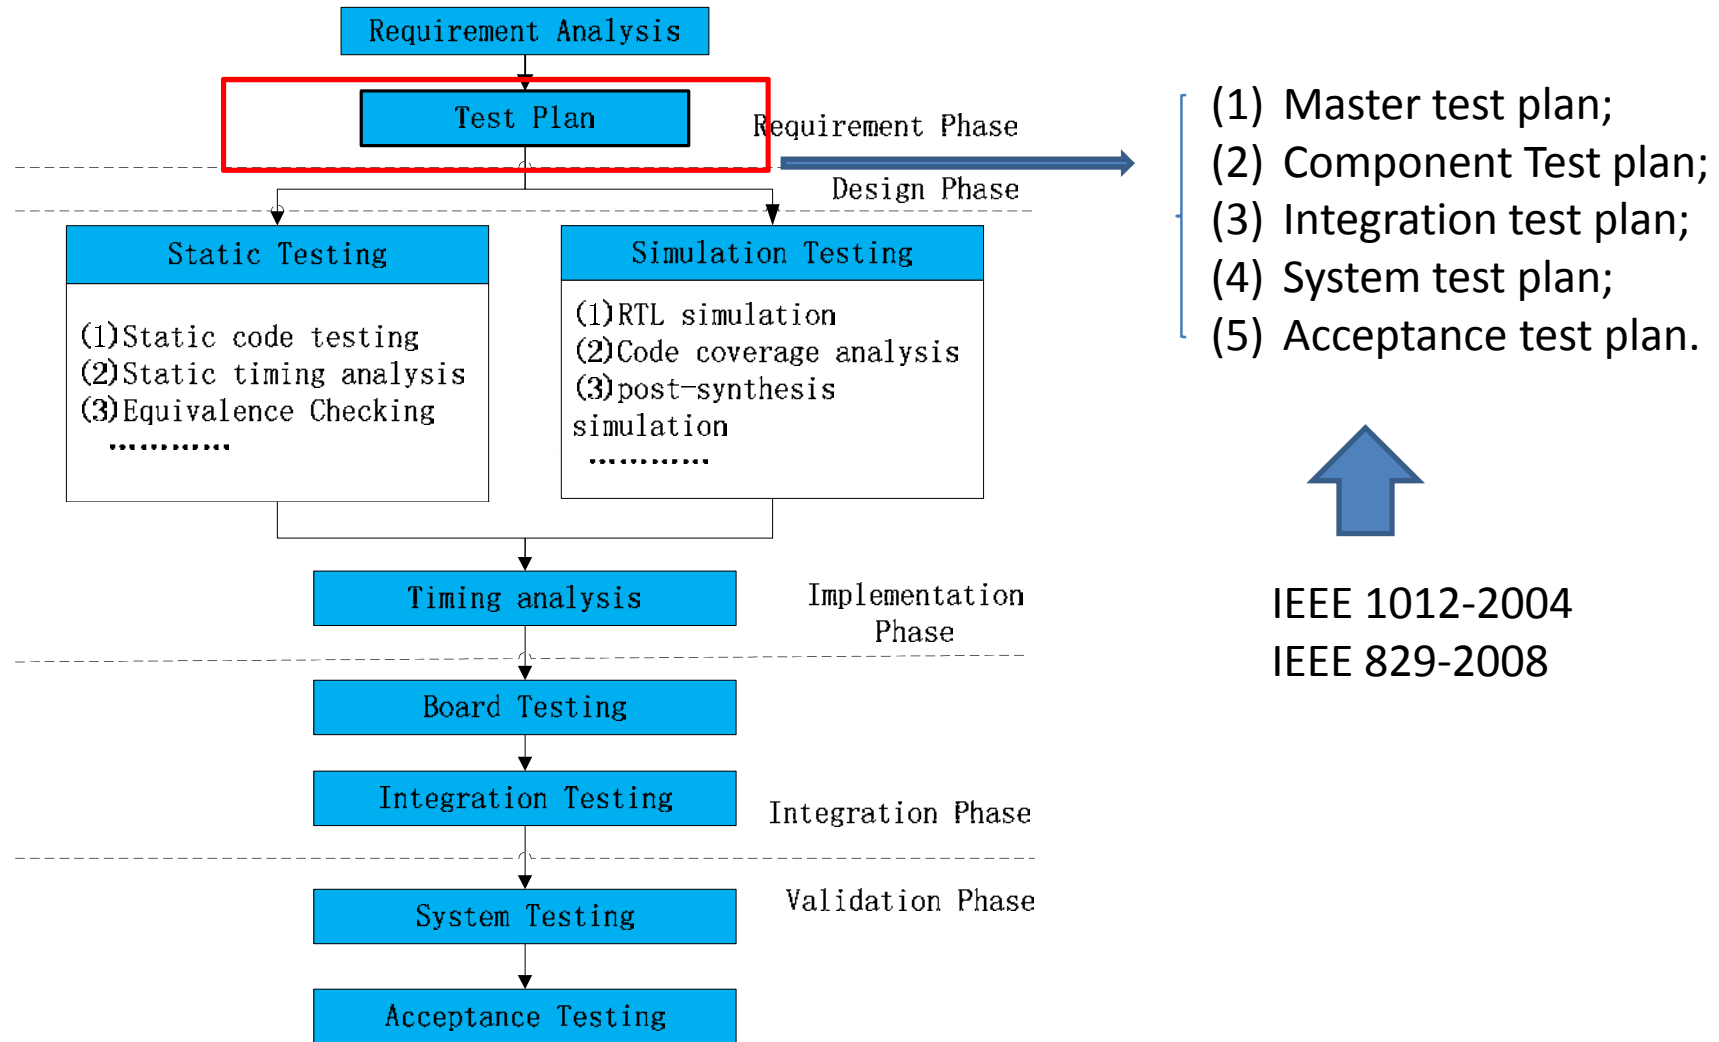 Requirement Analysis
Test Plan
Requirement Phase
Design Phase
Static Testing
(1)Static code testing
(2)Static timing analysis
(3)Equivalence Checking
…………
Simulation Testing
(1)RTL simulation
(2)Code coverage analysis
(3)post-synthesis
simulation
…………
Timing analysis
Implementation
Phase
Board Testing
Integration Testing
Integration Phase
System Testing
Validation Phase
Acceptance Testing
(1) Master test plan;
(2) Component Test plan;
(3) Integration test plan;
(4) System test plan;
(5) Acceptance test plan.
IEEE 1012-2004
IEEE 829-2008